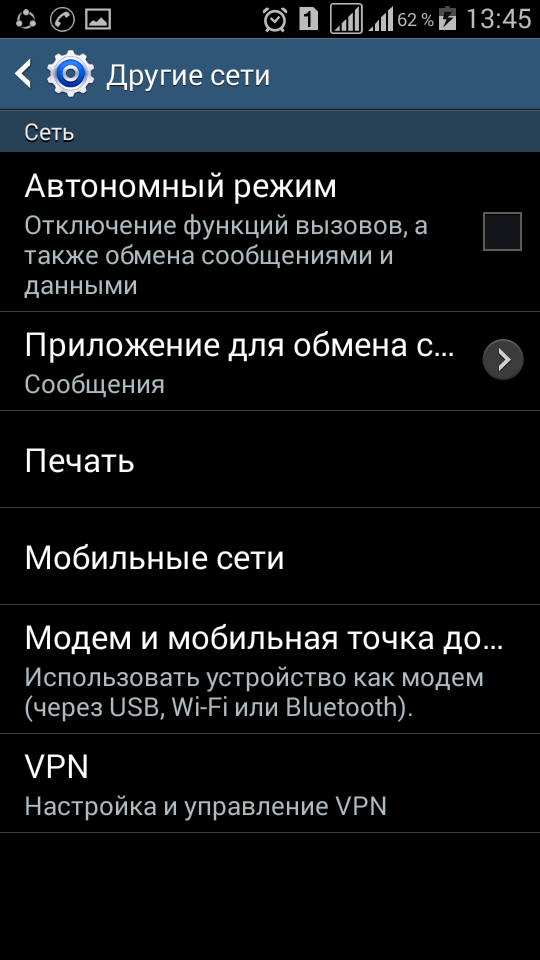 1 62 % 13:45
Другие сети
Сеть
Автономный режим
Отключение функций вызовов, а
также обмена сообщениями и
данными
Приложение для обмена с...
Сообщения
Печать
Мобильные сети
Модем и мобильная точка до...
Использовать устройство как модем
(через USB, Wi-Fi или Bluetooth).
VPN
Настройка и управление VPN